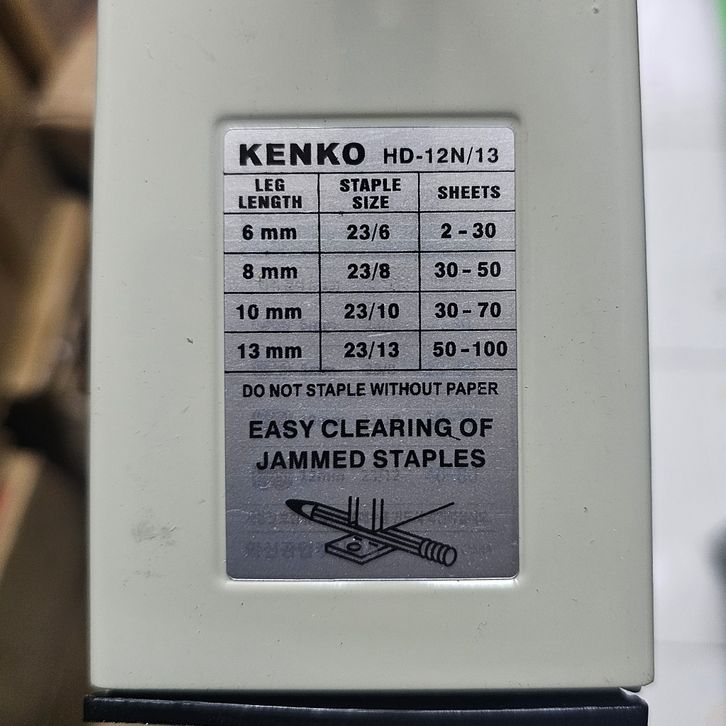 KENKO HD-12N/13
LEG LENGTH STAPLE SIZE SHEETS
6 mm 23/6 2 - 30
8 mm 23/8 30 - 50
10 mm 23/10 30 - 70
13 mm 23/13 50 - 100
DO NOT STAPLE WITHOUT PAPER
EASY CLEARING OF
JAMMED STAPLES